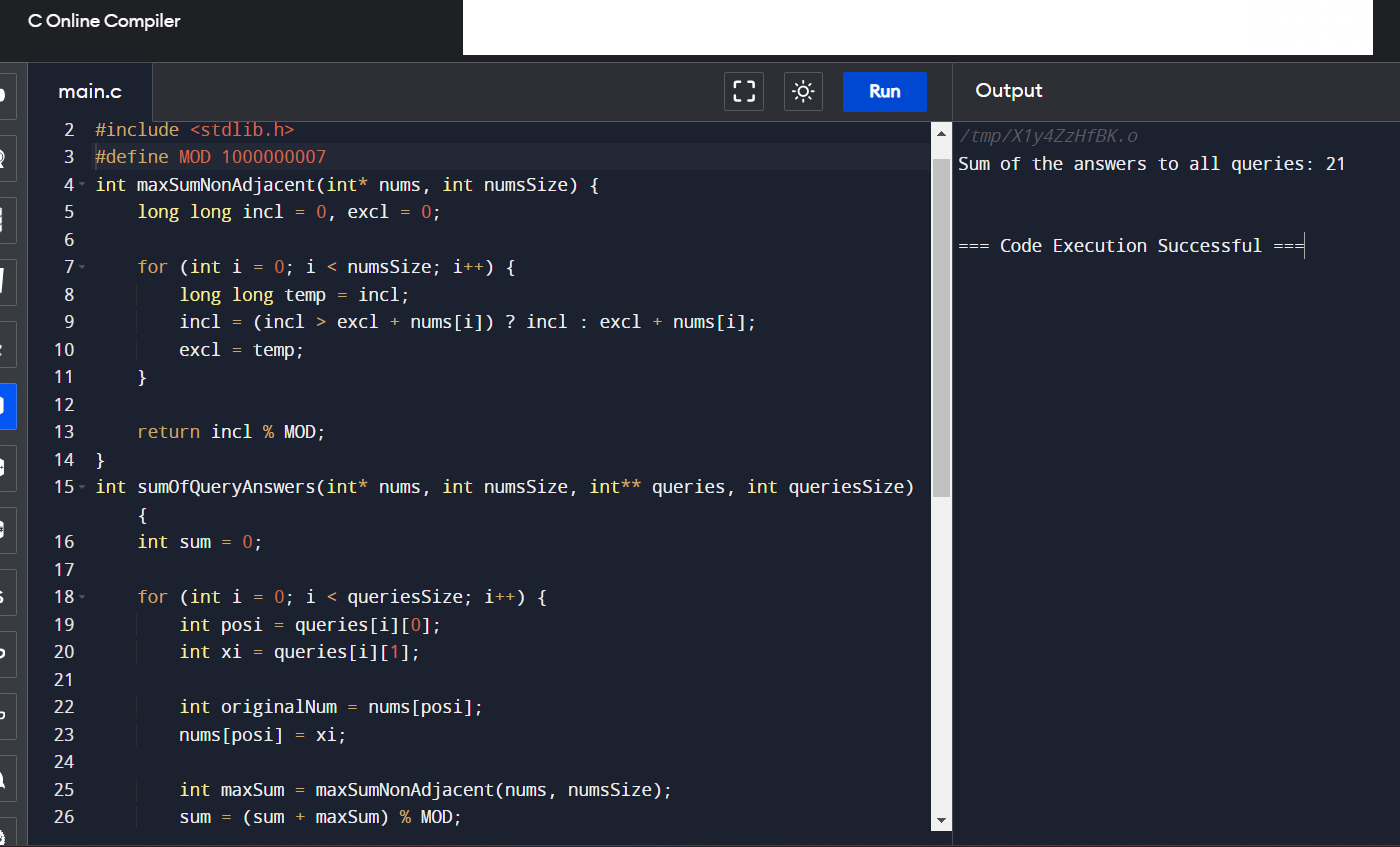 C Online Compiler
main.c
Run
Output
2 #include <stdlib.h>
3 #define MOD 1000000007
4 int maxSumNonAdjacent(int* nums, int numsSize) {
5     long long incl = 0, excl = 0;
6
7     for (int i = 0; i < numsSize; i++) {
8         long long temp = incl;
9         incl = (incl > excl + nums[i]) ? incl : excl + nums[i];
10         excl = temp;
11     }
12
13     return incl % MOD;
14 }
15 int sumOfQueryAnswers(int* nums, int numsSize, int** queries, int queriesSize)
{
16     int sum = 0;
17
18     for (int i = 0; i < queriesSize; i++) {
19         int posi = queries[i][0];
20         int xi = queries[i][1];
21
22         int originalNum = nums[posi];
23         nums[posi] = xi;
24
25         int maxSum = maxSumNonAdjacent(nums, numsSize);
26         sum = (sum + maxSum) % MOD;
/tmp/X1y4ZzHfBK.o
Sum of the answers to all queries: 21
=== Code Execution Successful ===